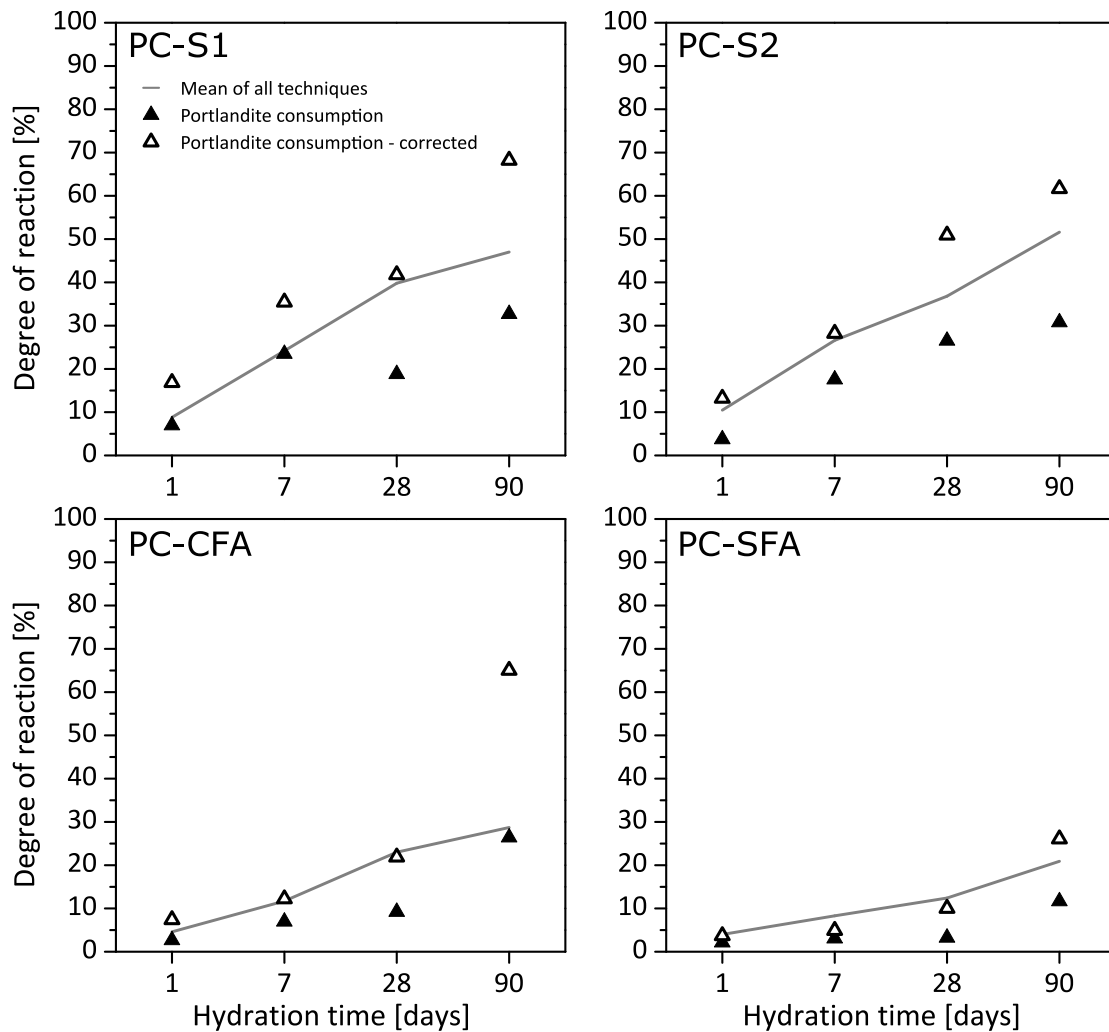 PC-S1
Mean of all techniques
Portlandite consumption
Portlandite consumption - corrected
Degree of reaction [%]
100
90
80
70
60
50
40
30
20
10
0
1 7 28 90
PC-S2
100
90
80
70
60
50
40
30
20
10
0
1 7 28 90
PC-CFA
Degree of reaction [%]
100
90
80
70
60
50
40
30
20
10
0
1 7 28 90
Hydration time [days]
PC-SFA
100
90
80
70
60
50
40
30
20
10
0
1 7 28 90
Hydration time [days]